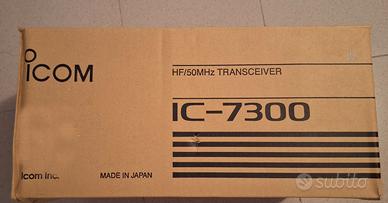 ICOM
HF/50MHz TRANSCEIVER
IC-7300
Icom Inc.
MADE IN JAPAN
subito